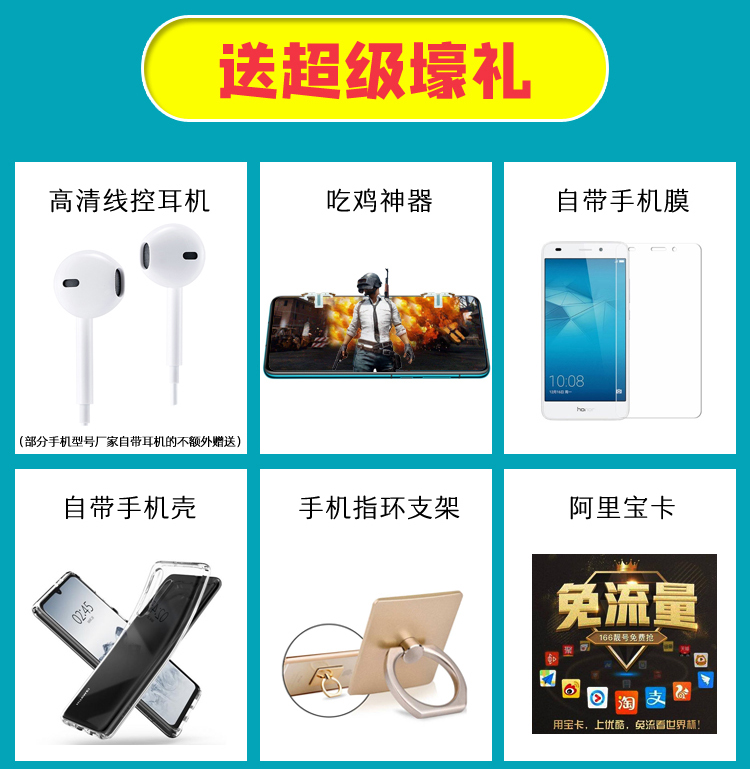 送超级壕礼
高清线控耳机
吃鸡神器
自带手机膜
10:08
honor
(部分手机型号厂家自带耳机的不额外赠送)
自带手机壳
手机指环支架
阿里宝卡
02:45
免流量
166靓号免费抢
淘
支
用宝卡，上优酷，免流看世界杯!